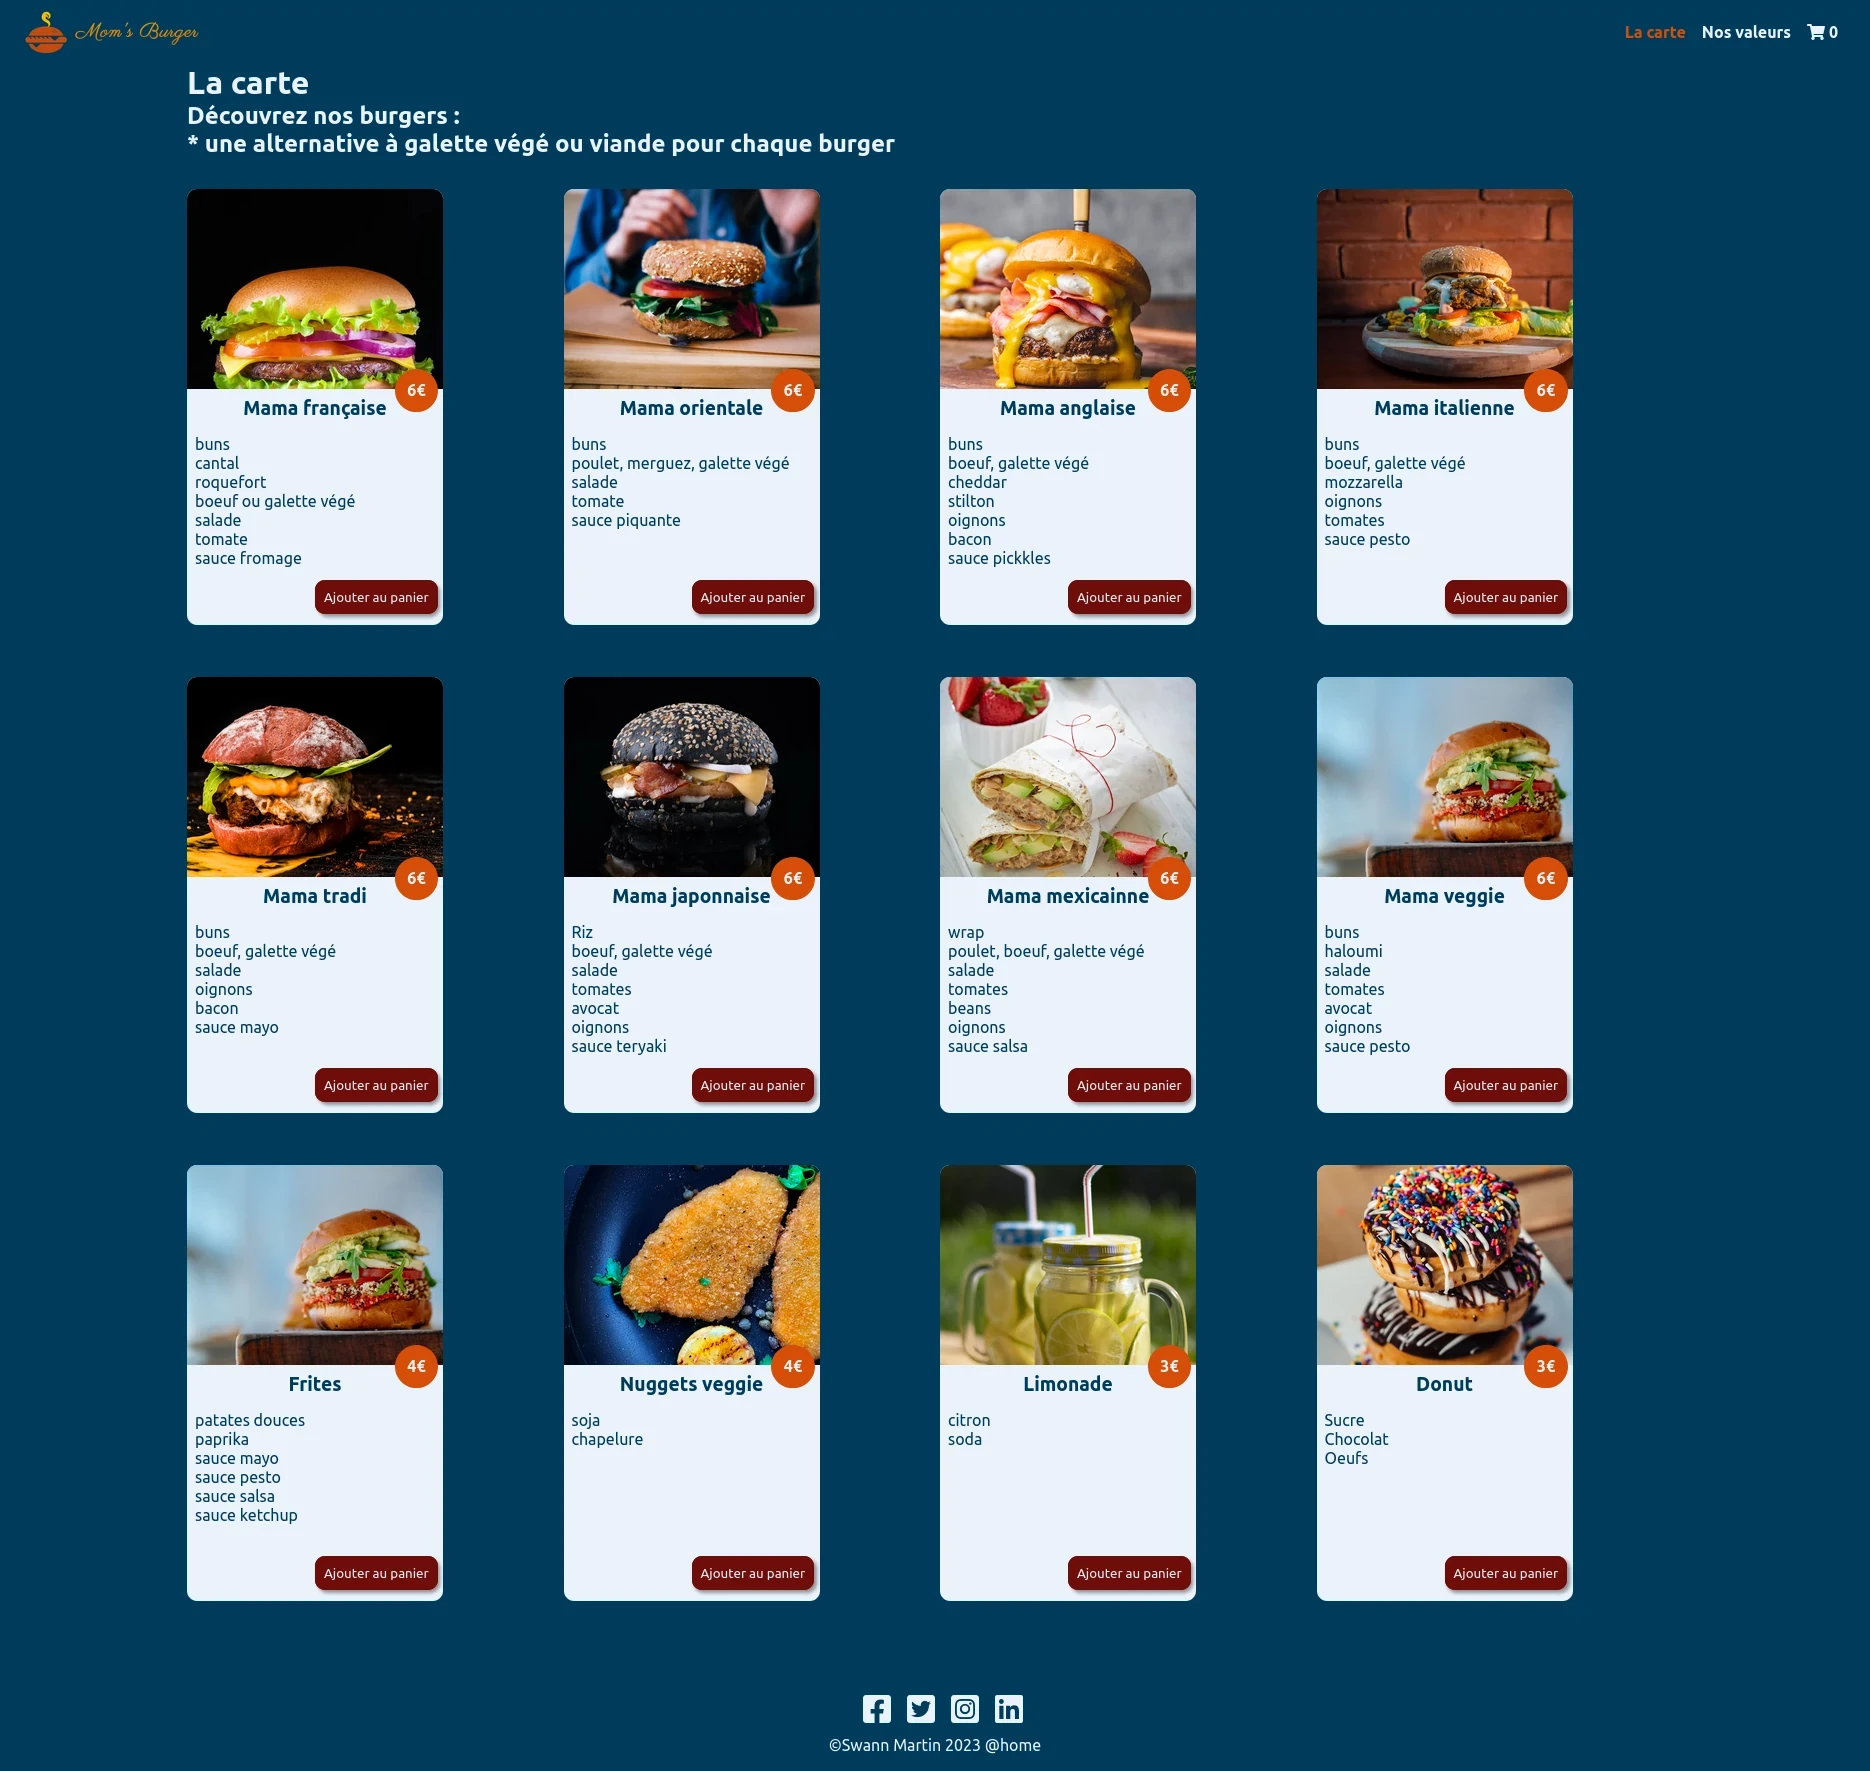 Mom's Burger
La carte Nos valeurs 0
La carte
Découvrez nos burgers :
* une alternative à galette végé ou viande pour chaque burger
6€
Mama française
buns
cantal
roquefort
boeuf ou galette végé
salade
tomate
sauce fromage
Ajouter au panier
6€
Mama orientale
buns
poulet, merguez, galette végé
salade
tomate
sauce piquante
Ajouter au panier
6€
Mama anglaise
buns
boeuf, galette végé
cheddar
stilton
oignons
bacon
sauce pickkles
Ajouter au panier
6€
Mama italienne
buns
boeuf, galette végé
mozzarella
oignons
tomates
sauce pesto
Ajouter au panier
6€
Mama tradi
buns
boeuf, galette végé
salade
oignons
bacon
sauce mayo
Ajouter au panier
6€
Mama japonnaise
Riz
boeuf, galette végé
salade
tomates
avocat
oignons
sauce teryaki
Ajouter au panier
6€
Mama mexicainne
wrap
poulet, boeuf, galette végé
salade
tomates
beans
oignons
sauce salsa
Ajouter au panier
6€
Mama veggie
buns
haloumi
salade
tomates
avocat
oignons
sauce pesto
Ajouter au panier
4€
Frites
patates douces
paprika
sauce mayo
sauce pesto
sauce salsa
sauce ketchup
Ajouter au panier
4€
Nuggets veggie
soja
chapelure
Ajouter au panier
3€
Limonade
citron
soda
Ajouter au panier
3€
Donut
Sucre
Chocolat
Oeufs
Ajouter au panier
©Swann Martin 2023 @home